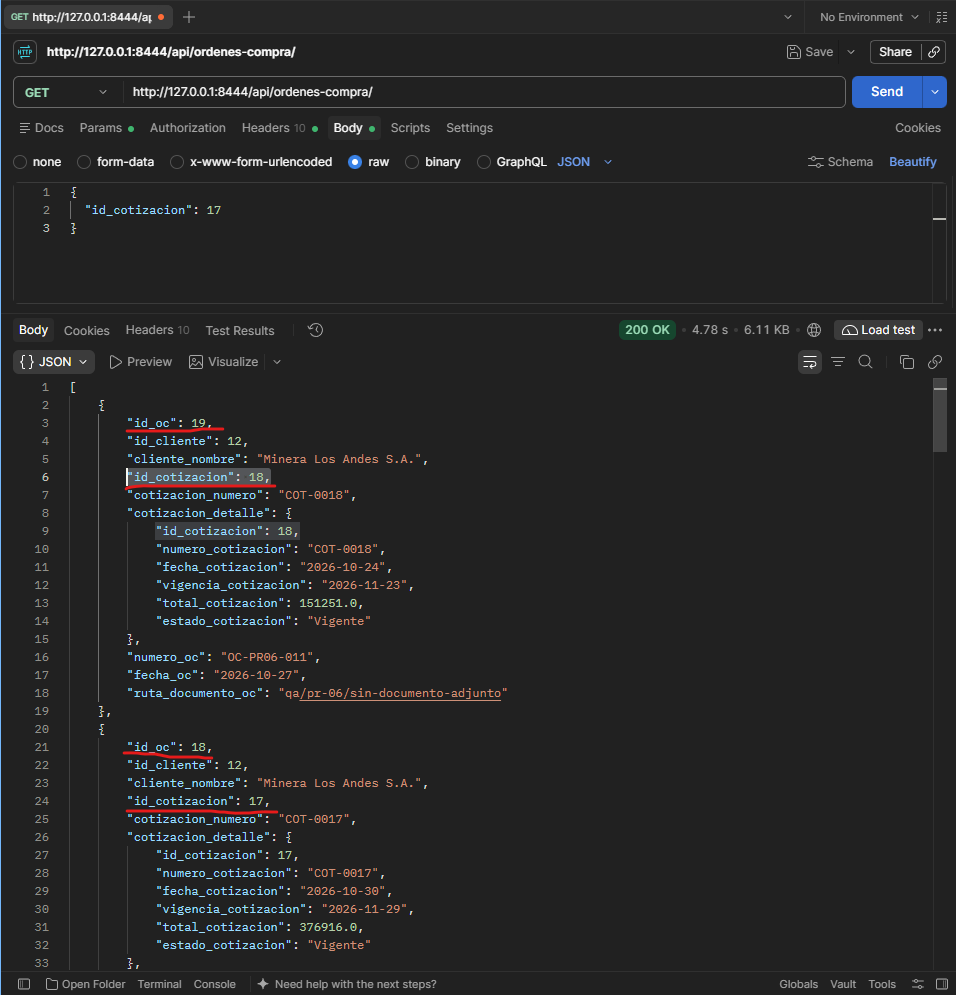 GET http://127.0.0.1:8444/ap
No Environment
HTTP http://127.0.0.1:8444/api/ordenes-compra/
Save Share
GET http://127.0.0.1:8444/api/ordenes-compra/ Send
Docs Params Authorization Headers 10 Body Scripts Settings Cookies
none form-data x-www-form-urlencoded raw binary GraphQL JSON Schema Beautify
1 {
2 "id_cotizacion": 17
3 }
Body Cookies Headers 10 Test Results 200 OK • 4.78 s • 6.11 KB • Load test
{} JSON Preview Visualize
1 [
2 {
3 "id_oc": 19,
4 "id_cliente": 12,
5 "cliente_nombre": "Minera Los Andes S.A.",
6 "id_cotizacion": 18,
7 "cotizacion_numero": "COT-0018",
8 "cotizacion_detalle": {
9 "id_cotizacion": 18,
10 "numero_cotizacion": "COT-0018",
11 "fecha_cotizacion": "2026-10-24",
12 "vigencia_cotizacion": "2026-11-23",
13 "total_cotizacion": 151251.0,
14 "estado_cotizacion": "Vigente"
15 },
16 "numero_oc": "OC-PR06-011",
17 "fecha_oc": "2026-10-27",
18 "ruta_documento_oc": "qa/pr-06/sin-documento-adjunto"
19 },
20 {
21 "id_oc": 18,
22 "id_cliente": 12,
23 "cliente_nombre": "Minera Los Andes S.A.",
24 "id_cotizacion": 17,
25 "cotizacion_numero": "COT-0017",
26 "cotizacion_detalle": {
27 "id_cotizacion": 17,
28 "numero_cotizacion": "COT-0017",
29 "fecha_cotizacion": "2026-10-30",
30 "vigencia_cotizacion": "2026-11-29",
31 "total_cotizacion": 376916.0,
32 "estado_cotizacion": "Vigente"
33 },
Open Folder Terminal Console Need help with the next steps? Globals Vault Tools